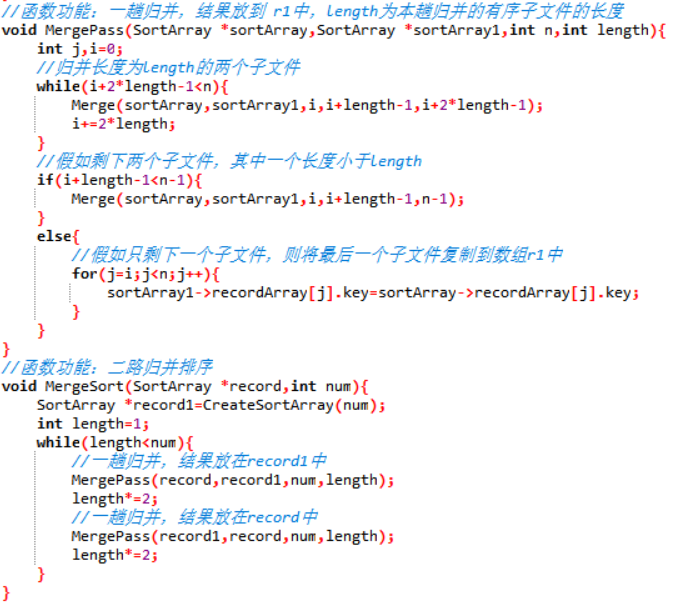 //函数功能：一趟归并，结果放到 r1中，length为本趟归并的有序子文件的长度
void MergePass(SortArray *sortArray,SortArray *sortArray1,int n,int length){
    int j,i=0;
    //归并长度为length的两个子文件
    while(i+2*length-1<n){
        Merge(sortArray,sortArray1,i,i+length-1,i+2*length-1);
        i+=2*length;
    }
    //假如剩下两个子文件，其中一个长度小于length
    if(i+length-1<n-1){
        Merge(sortArray,sortArray1,i,i+length-1,n-1);
    }
    else{
        //假如只剩下一个子文件，则将最后一个子文件复制到数组r1中
        for(j=i;j<n;j++){
            sortArray1->recordArray[j].key=sortArray->recordArray[j].key;
        }
    }
}
//函数功能：二路归并排序
void MergeSort(SortArray *record,int num){
    SortArray *record1=CreateSortArray(num);
    int length=1;
    while(length<num){
        //一趟归并，结果放在record1中
        MergePass(record,record1,num,length);
        length*=2;
        //一趟归并，结果放在record中
        MergePass(record1,record,num,length);
        length*=2;
    }
}